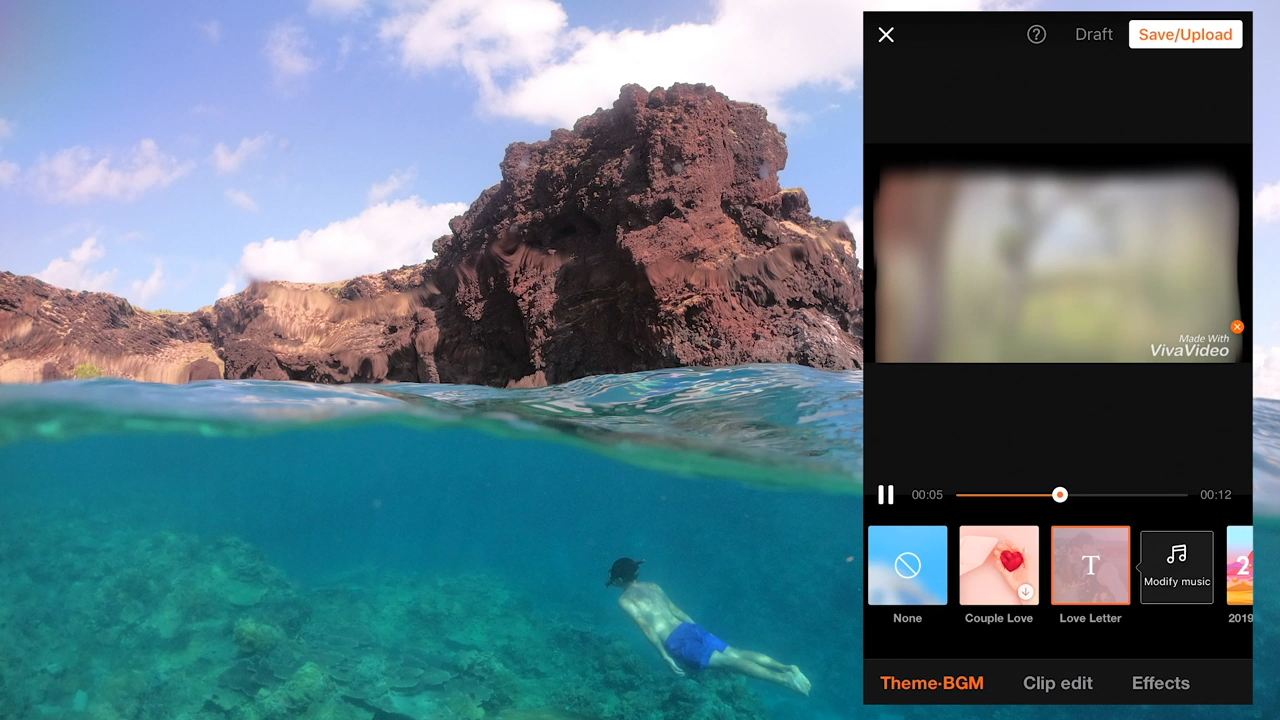 Draft
Save/Upload
Made With
VivaVideo
00:05
00:12
T
Modify music
2
None
Couple Love
Love Letter
2019
Theme·BGM
Clip edit
Effects